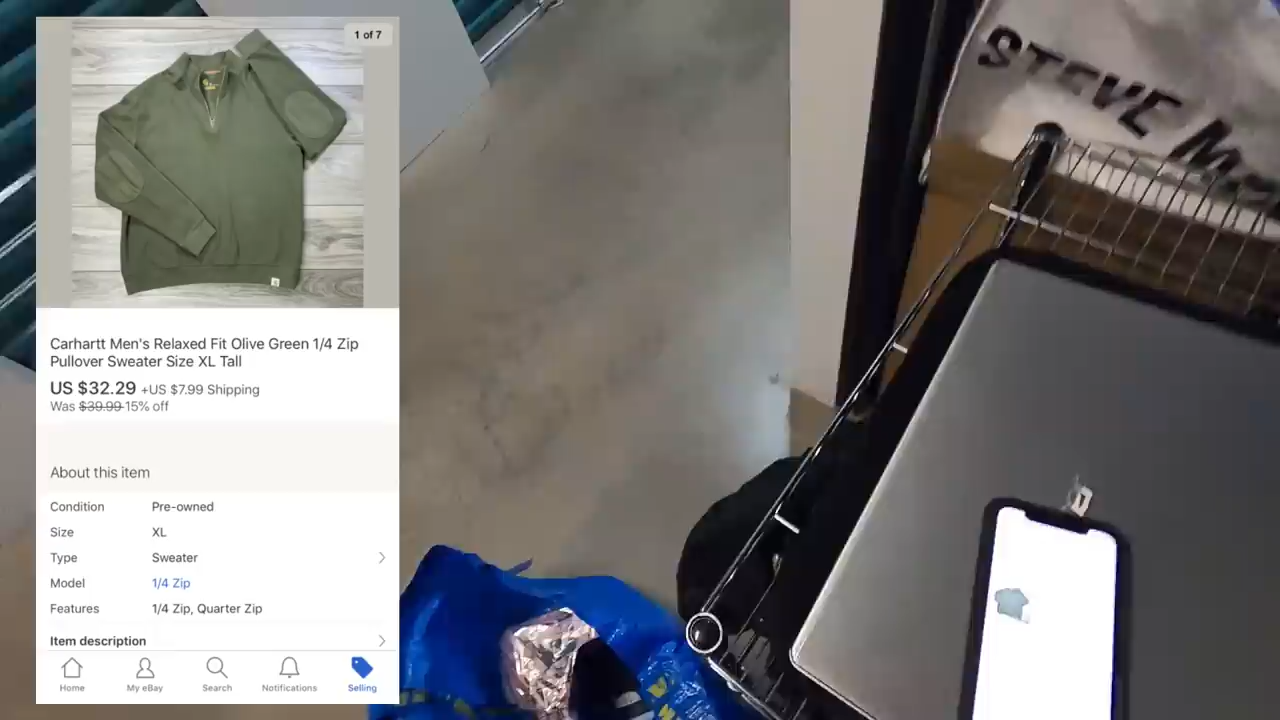 1 of 7
Carhartt Men's Relaxed Fit Olive Green 1/4 Zip
Pullover Sweater Size XL Tall
US $32.29 +US $7.99 Shipping
Was $39.99 15% off
About this item
Condition Pre-owned
Size XL
Type Sweater
Model 1/4 Zip
Features 1/4 Zip, Quarter Zip
Item description
Home My eBay Search Notifications Selling
STEVE M